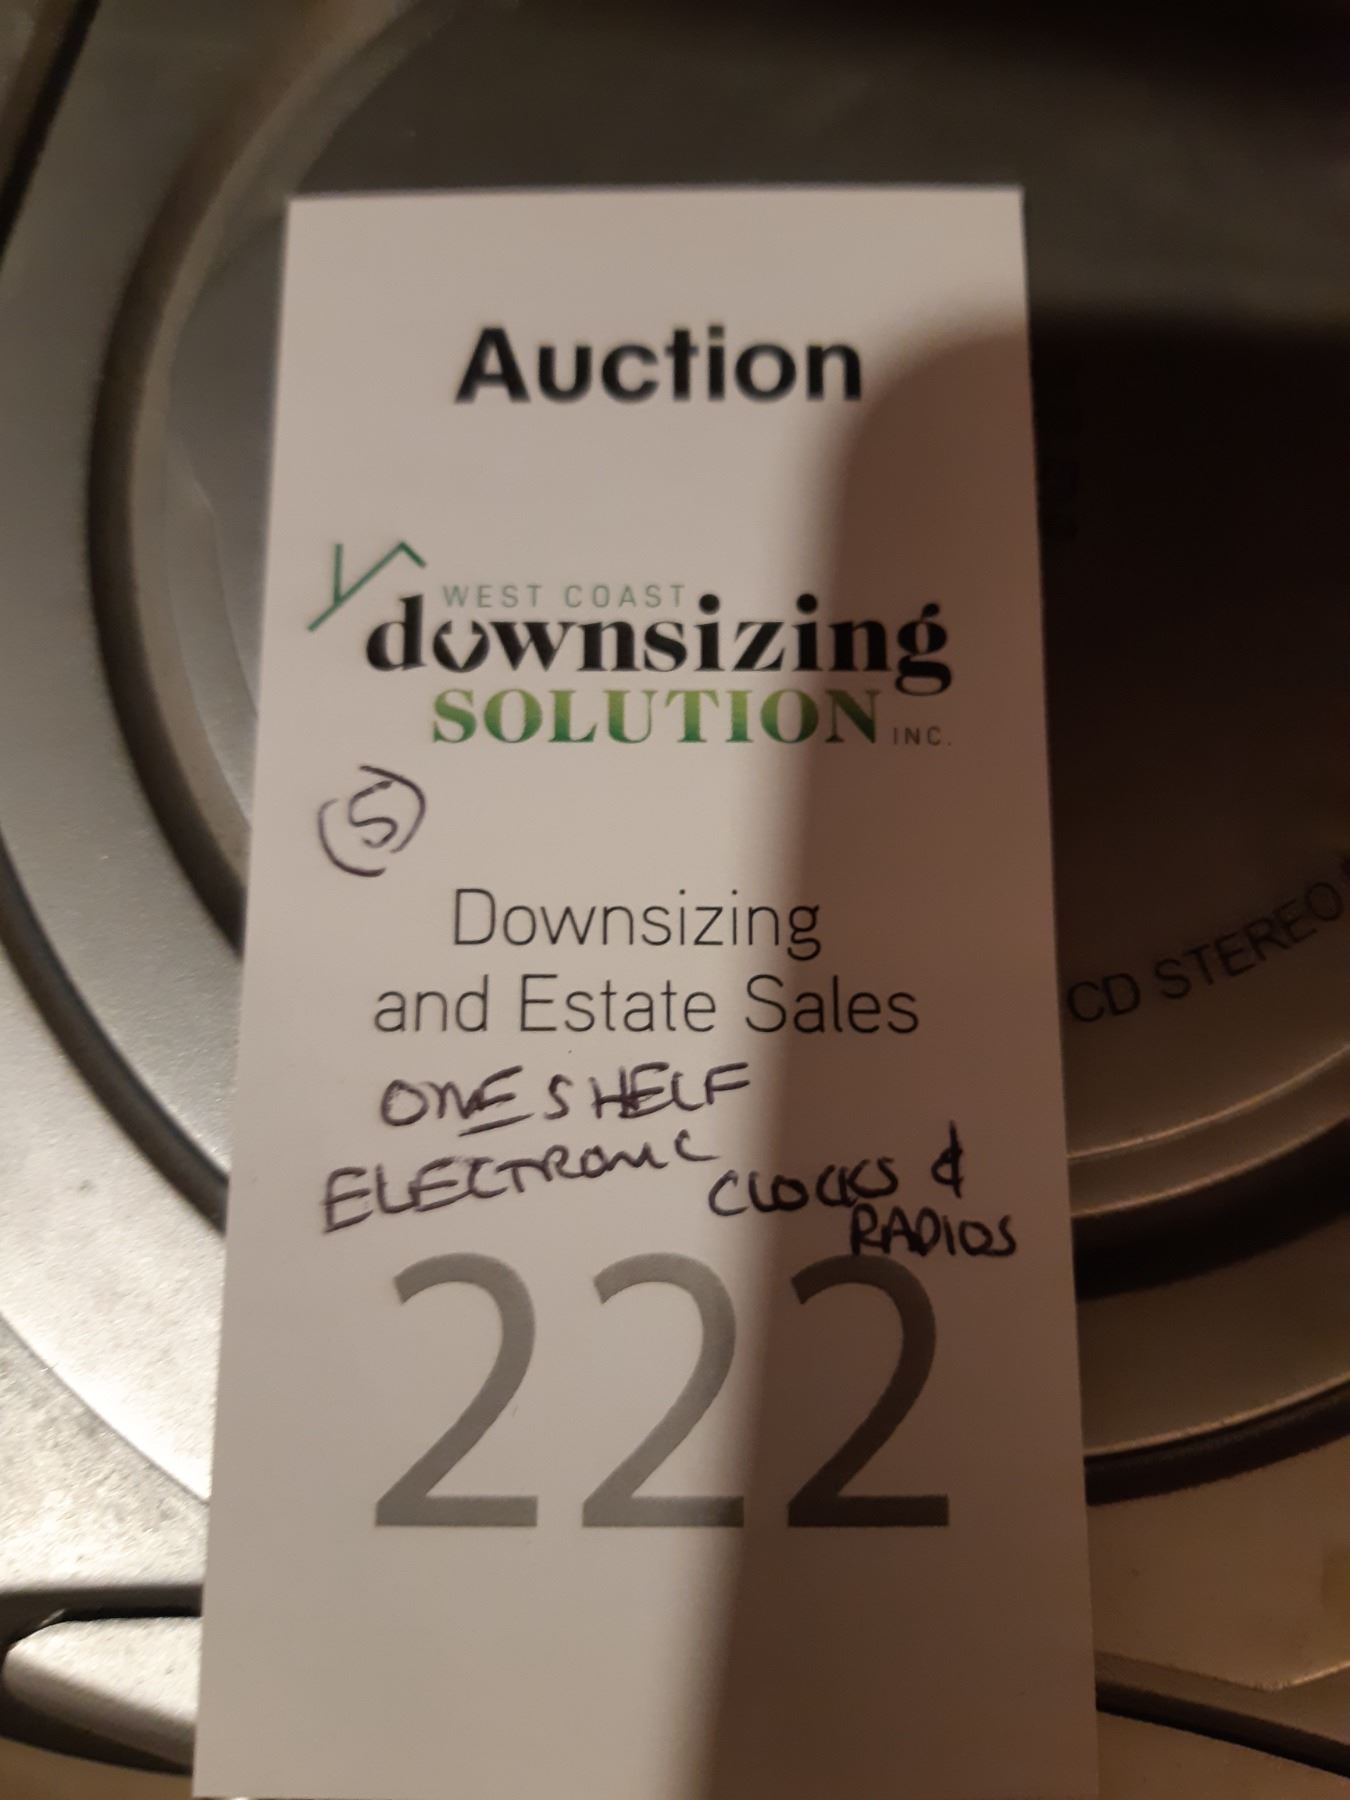 Auction
WEST COAST
downsizing
SOLUTION INC.
5
Downsizing
and Estate Sales
CD STEREO
ONE SHELF
ELECTRONIC CLOCKS &
RADIOS
222